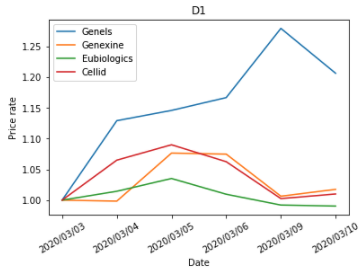 D1
Genels
Genexine
Eubiologics
Cellid
Price rate
1.25
1.20
1.15
1.10
1.05
1.00
2020/03/03
2020/03/04
2020/03/05
2020/03/06
2020/03/09
2020/03/10
Date